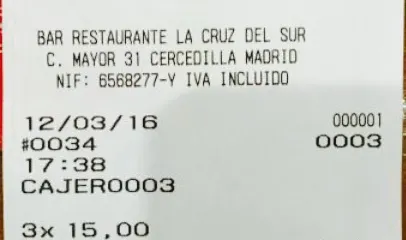 BAR RESTAURANTE LA CRUZ DEL SUR
C. MAYOR 31 CERCEDILLA MADRID
NIF: 6568277-Y IVA INCLUIDO
12/03/16 000001
#0034 0003
17:38
CAJERO0003
3x 15,00